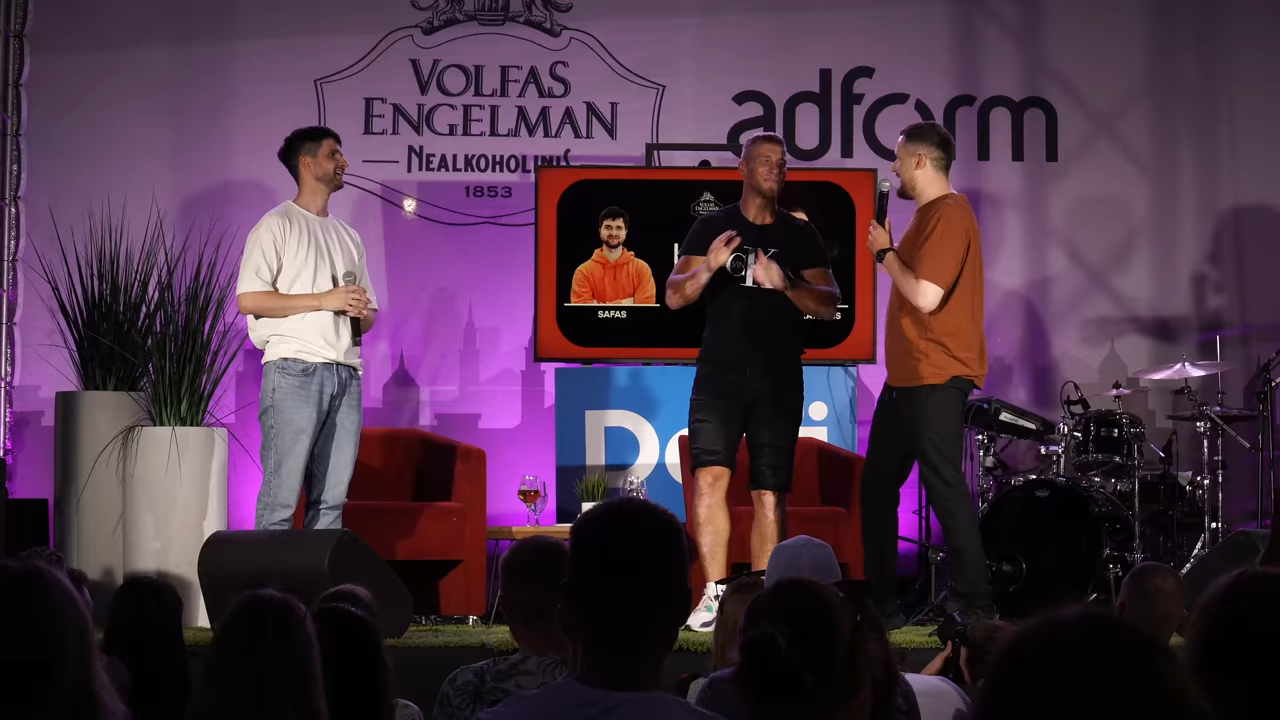 VOLFAS
ENGELMAN
NEALKOHOLINIS
1853
adform
VOLFAS
ENGELMAN
SAFAS
CK